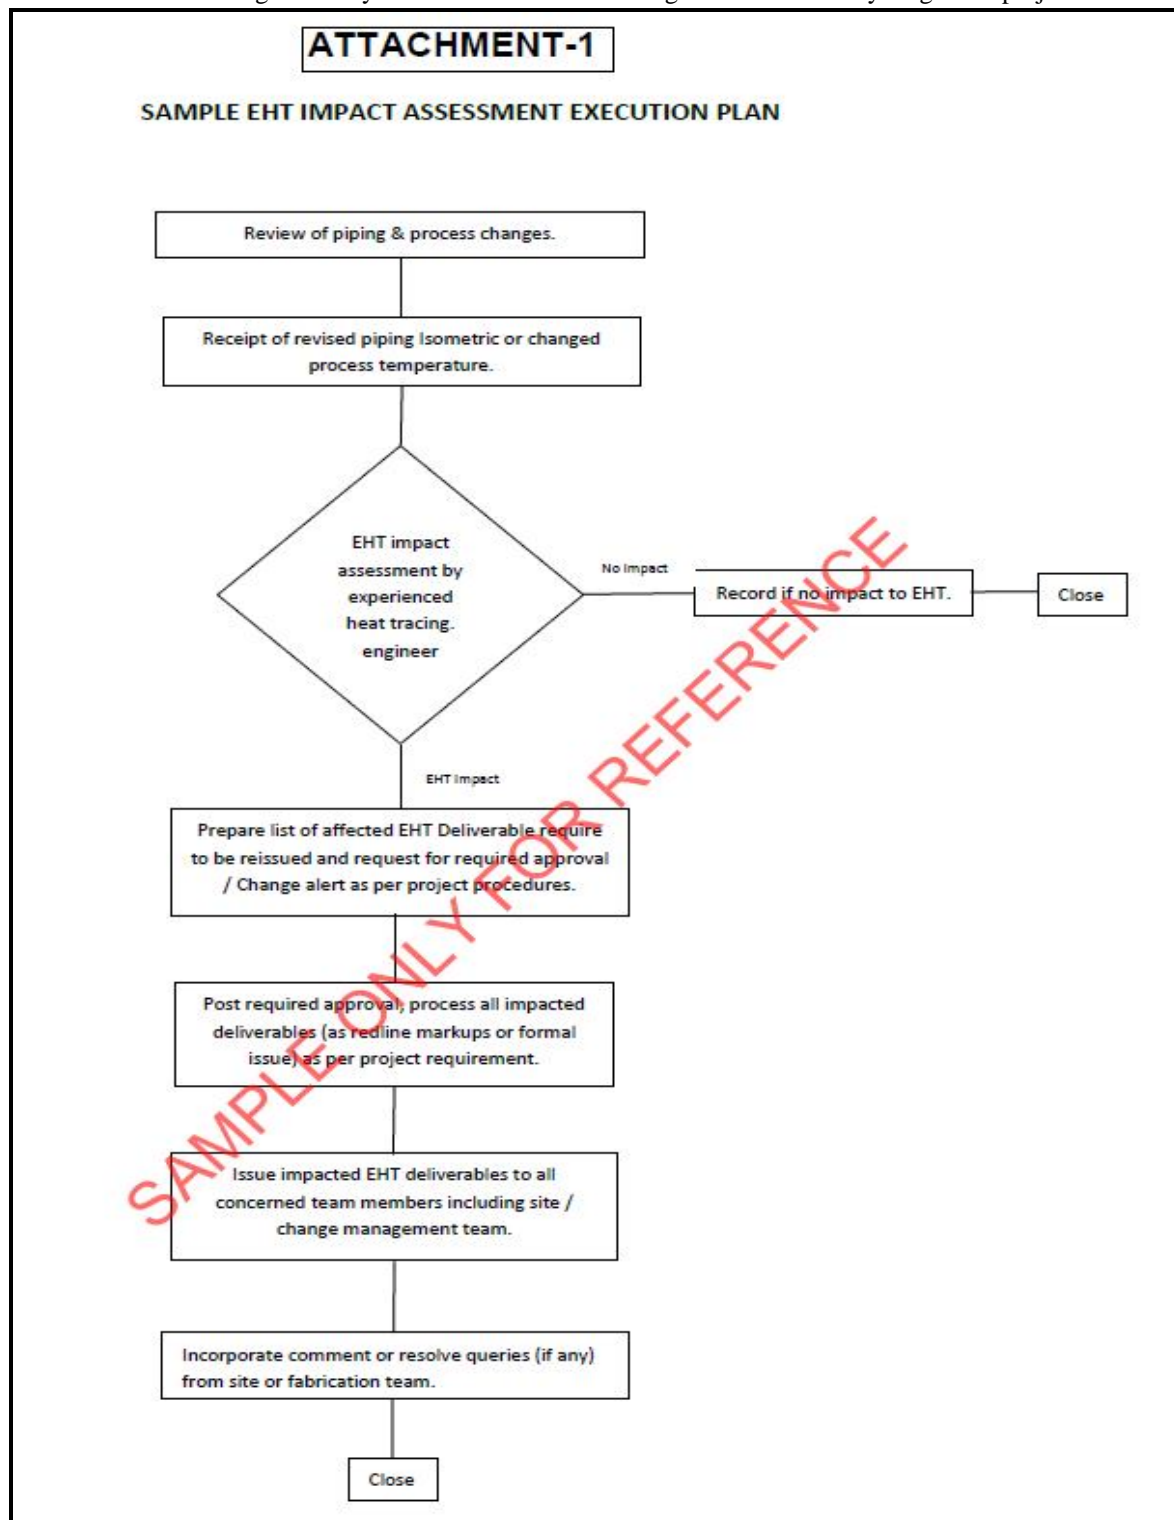 ATTACHMENT-1
SAMPLE EHT IMPACT ASSESSMENT EXECUTION PLAN
Review of piping & process changes.
Receipt of revised piping Isometric or changed
process temperature.
EHT impact
assessment by
experienced
heat tracing.
engineer
No Impact
Record if no impact to EHT.
Close
EHT Impact
Prepare list of affected EHT Deliverable require
to be reissued and request for required approval
/ Change alert as per project procedures.
Post required approval, process all impacted
deliverables (as redline markups or formal
issue) as per project requirement.
Issue impacted EHT deliverables to all
concerned team members including site /
change management team.
Incorporate comment or resolve queries (if any)
from site or fabrication team.
Close
SAMPLE ONLY FOR REFERENCE